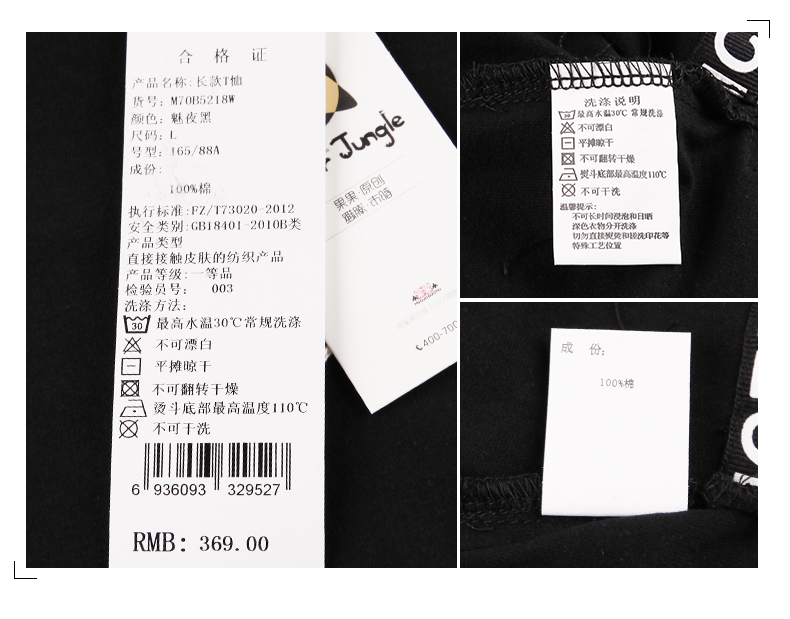 合 格 证
产品名称:长款T恤
货号: M70B5218W
颜色: 魅夜黑
尺码: L
号型: 165/88A
成份:
100%棉
执行标准:FZ/T73020-2012
安全类别:GB18401-2010B类
产品类型
直接接触皮肤的纺织产品
产品等级:一等品
检验员号: 003
洗涤方法:
30 最高水温30℃常规洗涤
不可漂白
平摊晾干
不可翻转干燥
熨斗底部最高温度110℃
不可干洗
6 936093 329527
RMB: 369.00
Jungle
果果·原创
400-700
洗涤说明
30 最高水温30℃ 常规洗涤
不可漂白
平摊晾干
不可翻转干燥
熨斗底部最高温度110℃
不可干洗
温馨提示:
不可长时间浸泡和日晒
深色衣物分开洗涤
切勿直接熨烫和搓洗印花等
特殊工艺位置
成 份:
100%棉